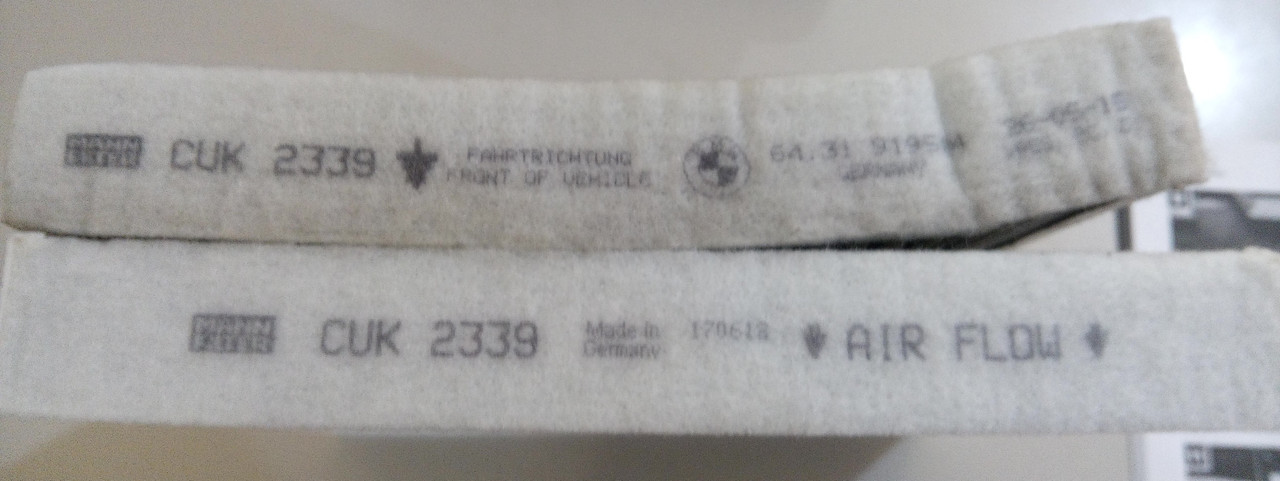 MANN FILTER CUK 2339
FAHRTRICHTUNG
FRONT OF VEHICLE
64.31
GERMANY
MANN FILTER CUK 2339
Made in
Germany
170618
AIR FLOW